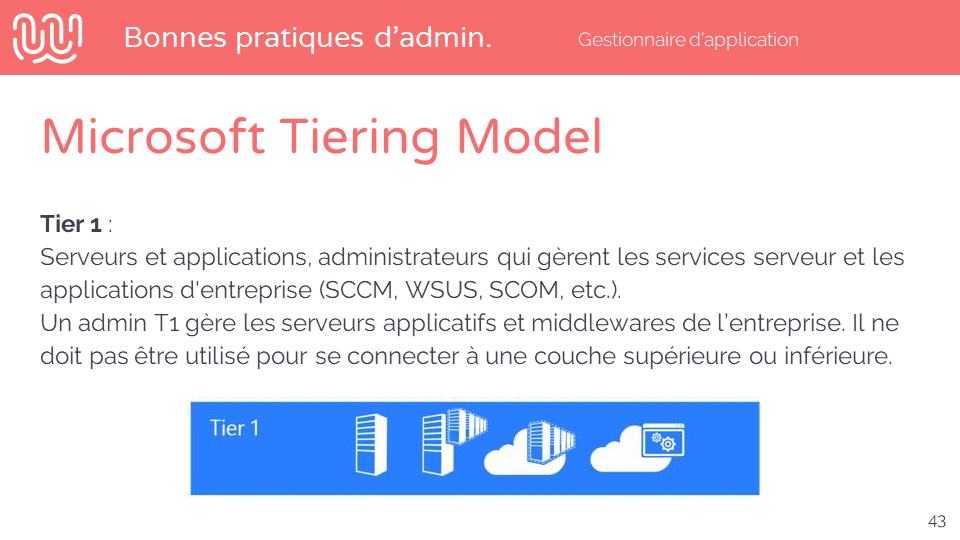 Bonnes pratiques d’admin.
Gestionnaire d’application
Microsoft Tiering Model
Tier 1 :
Serveurs et applications, administrateurs qui gèrent les services serveur et les
applications d'entreprise (SCCM, WSUS, SCOM, etc.).
Un admin T1 gère les serveurs applicatifs et middlewares de l’entreprise. Il ne
doit pas être utilisé pour se connecter à une couche supérieure ou inférieure.
Tier 1
43